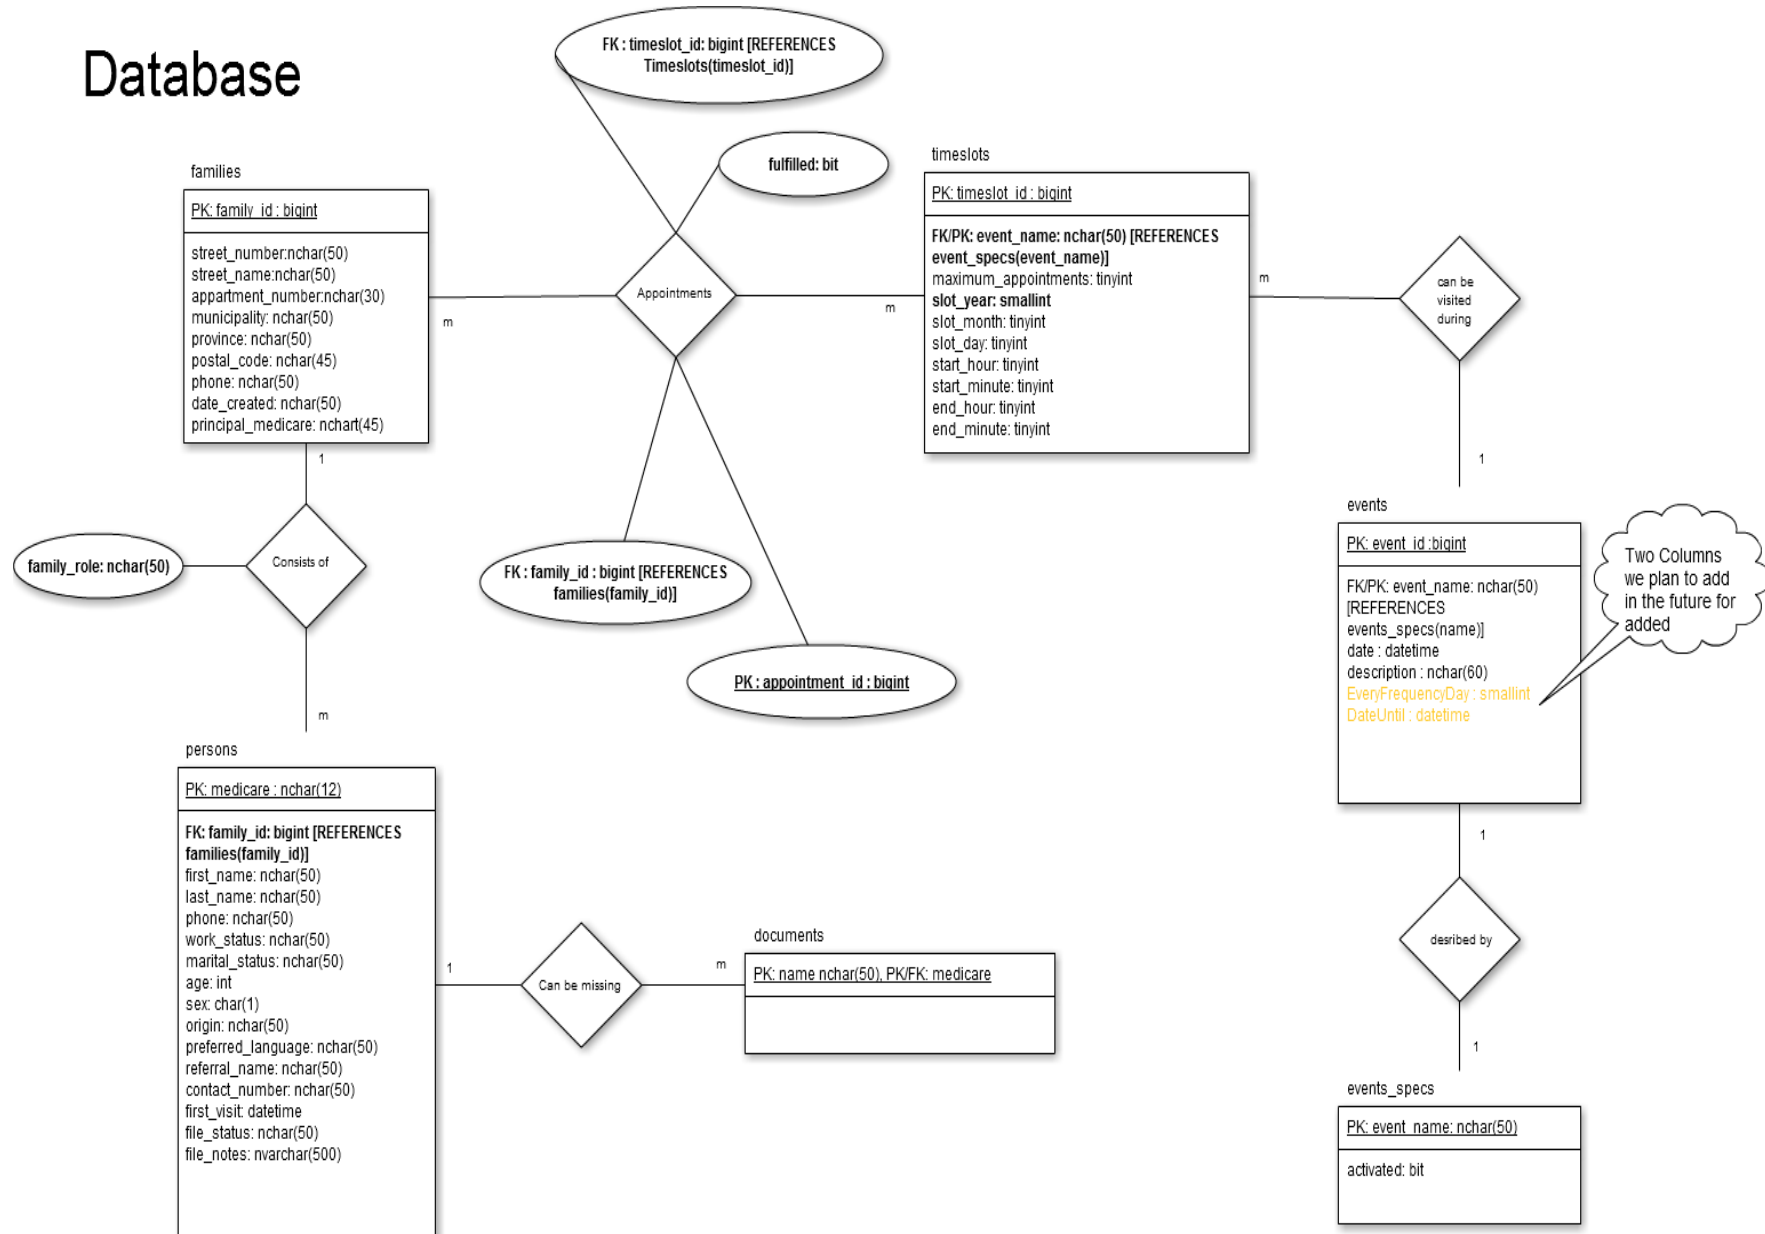 Database
FK : timeslot_id: bigint [REFERENCES
Timeslots(timeslot_id)]
fulfilled: bit
families
PK: family_id : bigint
street_number:nchar(50)
street_name:nchar(50)
appartment_number:nchar(30)
municipality: nchar(50)
province: nchar(50)
postal_code: nchar(45)
phone: nchar(50)
date_created: nchar(50)
principal_medicare: nchart(45)
m
Appointments
m
timeslots
PK: timeslot_id : bigint
FK/PK: event_name: nchar(50) [REFERENCES
event_specs(event_name)]
maximum_appointments: tinyint
slot_year: smallint
slot_month: tinyint
slot_day: tinyint
start_hour: tinyint
start_minute: tinyint
end_hour: tinyint
end_minute: tinyint
m
can be
visited
during
1
1
family_role: nchar(50)
Consists of
m
FK : family_id : bigint [REFERENCES
families(family_id)]
PK : appointment_id : bigint
events
PK: event_id :bigint
FK/PK: event_name: nchar(50)
[REFERENCES
events_specs(name)]
date : datetime
description : nchar(60)
EveryFrequencyDay : smallint
DateUntil : datetime
Two Columns
we plan to add
in the future for
added
1
desribed by
1
persons
PK: medicare : nchar(12)
FK: family_id: bigint [REFERENCES
families(family_id)]
first_name: nchar(50)
last_name: nchar(50)
phone: nchar(50)
work_status: nchar(50)
marital_status: nchar(50)
age: int
sex: char(1)
origin: nchar(50)
preferred_language: nchar(50)
referral_name: nchar(50)
contact_number: nchar(50)
first_visit: datetime
file_status: nchar(50)
file_notes: nvarchar(500)
1
Can be missing
m
documents
PK: name nchar(50), PK/FK: medicare
events_specs
PK: event_name: nchar(50)
activated: bit